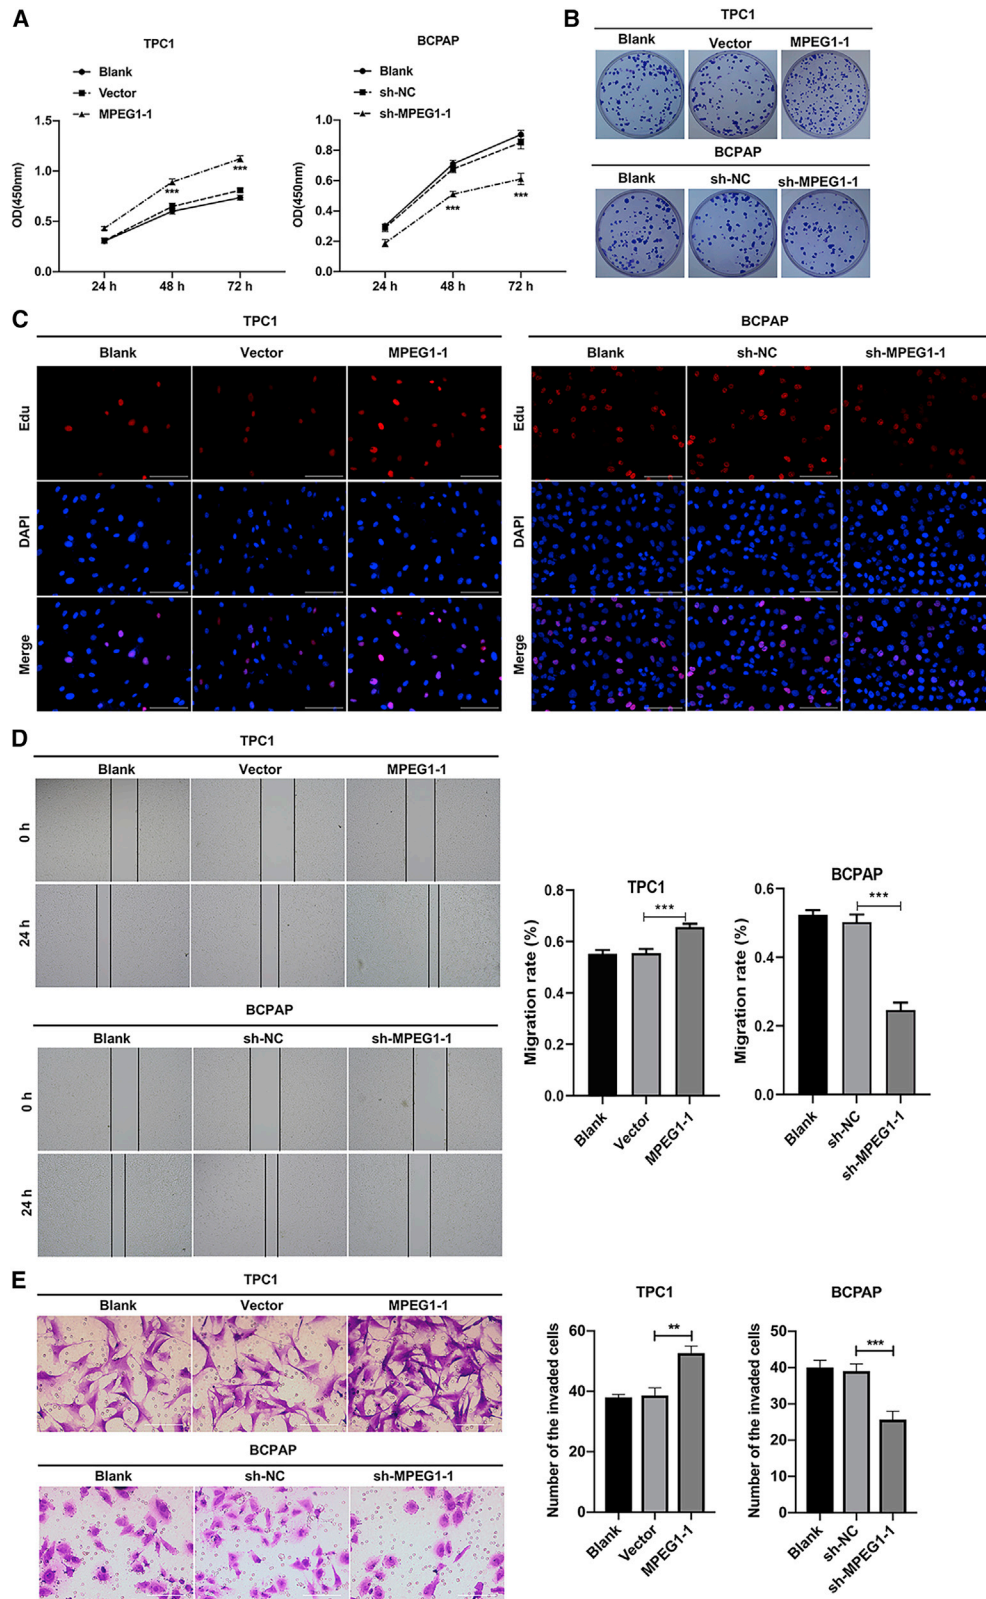 A
TPC1
Blank
Vector
MPEG1-1
OD(450nm)
1.5
1.0
0.5
0.0
24 h 48 h 72 h
***
***
BCPAP
Blank
sh-NC
sh-MPEG1-1
OD(450nm)
1.0
0.8
0.6
0.4
0.2
0.0
24 h 48 h 72 h
***
***
B
TPC1
Blank Vector MPEG1-1
BCPAP
Blank sh-NC sh-MPEG1-1
C
TPC1
Blank Vector MPEG1-1
Edu
DAPI
Merge
BCPAP
Blank sh-NC sh-MPEG1-1
Edu
DAPI
Merge
D
TPC1
Blank Vector MPEG1-1
0 h
24 h
BCPAP
Blank sh-NC sh-MPEG1-1
0 h
24 h
TPC1
***
Migration rate (%)
0.8
0.6
0.4
0.2
0.0
Blank Vector MPEG1-1
BCPAP
***
Migration rate (%)
0.6
0.4
0.2
0.0
Blank sh-NC sh-MPEG1-1
E
TPC1
Blank Vector MPEG1-1
BCPAP
Blank sh-NC sh-MPEG1-1
TPC1
**
Number of the invaded cells
60
40
20
0
Blank Vector MPEG1-1
BCPAP
***
Number of the invaded cells
50
40
30
20
10
0
Blank sh-NC sh-MPEG1-1